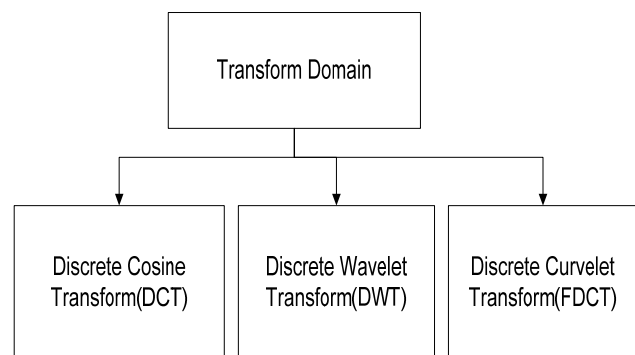 Transform Domain
Discrete Cosine
Transform(DCT)
Discrete Wavelet
Transform(DWT)
Discrete Curvelet
Transform(FDCT)